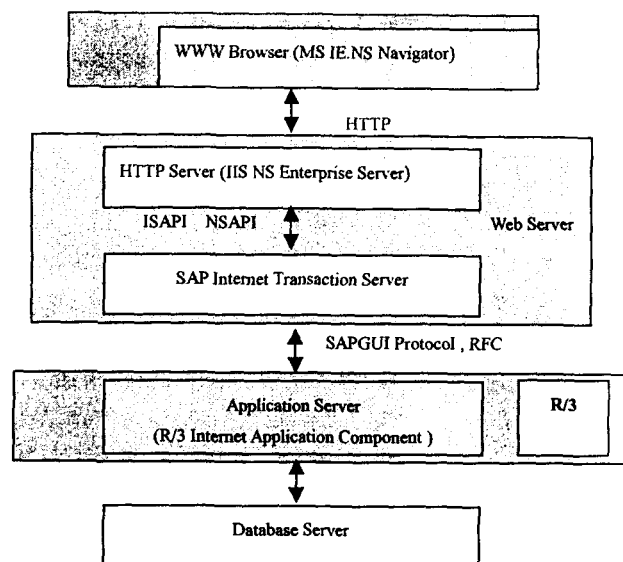 WWW Browser (MS IE.NS Navigator)
HTTP
HTTP Server (IIS NS Enterprise Server)
ISAPI NSAPI
Web Server
SAP Internet Transaction Server
SAPGUI Protocol , RFC
Application Server
(R/3 Internet Application Component )
R/3
Database Server